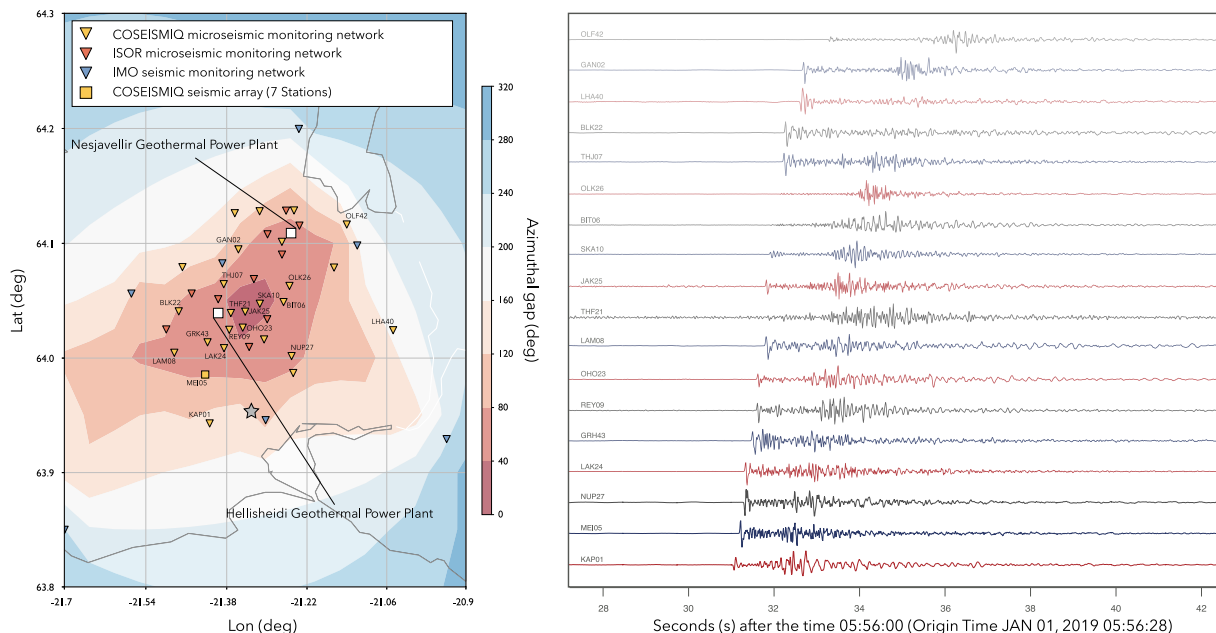 COSEISMIQ microseismic monitoring network
ISOR microseismic monitoring network
IMO seismic monitoring network
COSEISMIQ seismic array (7 Stations)
Nesjavellir Geothermal Power Plant
Hellisheidi Geothermal Power Plant
OLF42
GAN02
THJ07
OLK26
SKA10
BIT06
BLK22
THF21
JAK25
LHA40
GRK43
REY09
OHO23
LAM08
LAK24
NUP27
MEI05
KAP01
64.3
64.2
64.1
64.0
63.9
63.8
Lat (deg)
-21.7
-21.54
-21.38
-21.22
-21.06
-20.9
Lon (deg)
320
280
240
200
160
120
80
40
0
Azimuthal gap (deg)
OLF42
GAN02
LHA40
BLK22
THJ07
OLK26
BIT06
SKA10
JAK25
THF21
LAM08
OHO23
REY09
GRH43
LAK24
NUP27
MEI05
KAP01
28
30
32
34
36
38
40
42
Seconds (s) after the time 05:56:00 (Origin Time JAN 01, 2019 05:56:28)